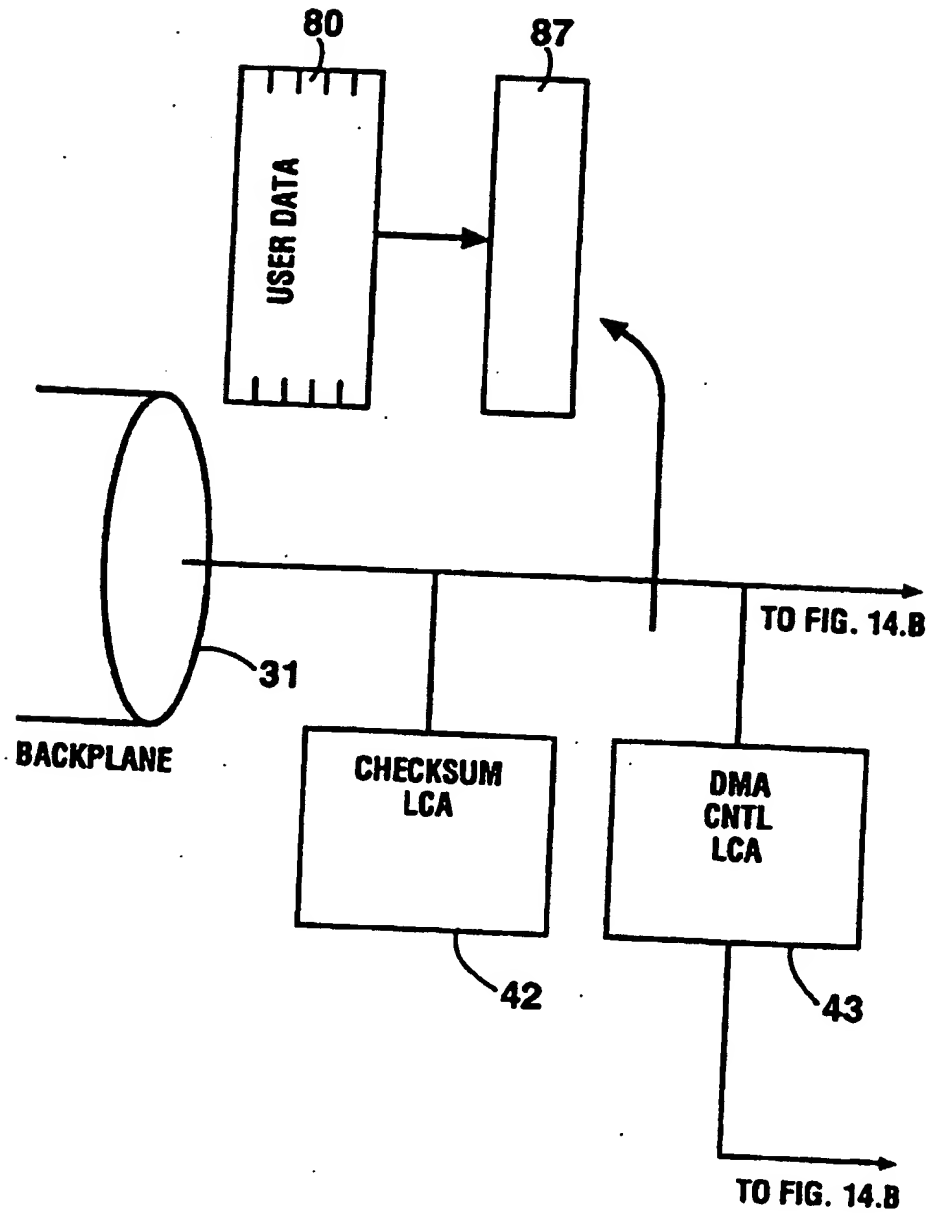 80
87
USER DATA
TO FIG. 14.B
31
BACKPLANE
CHECKSUM
LCA
DMA
CNTL
LCA
42
43
TO FIG. 14.B